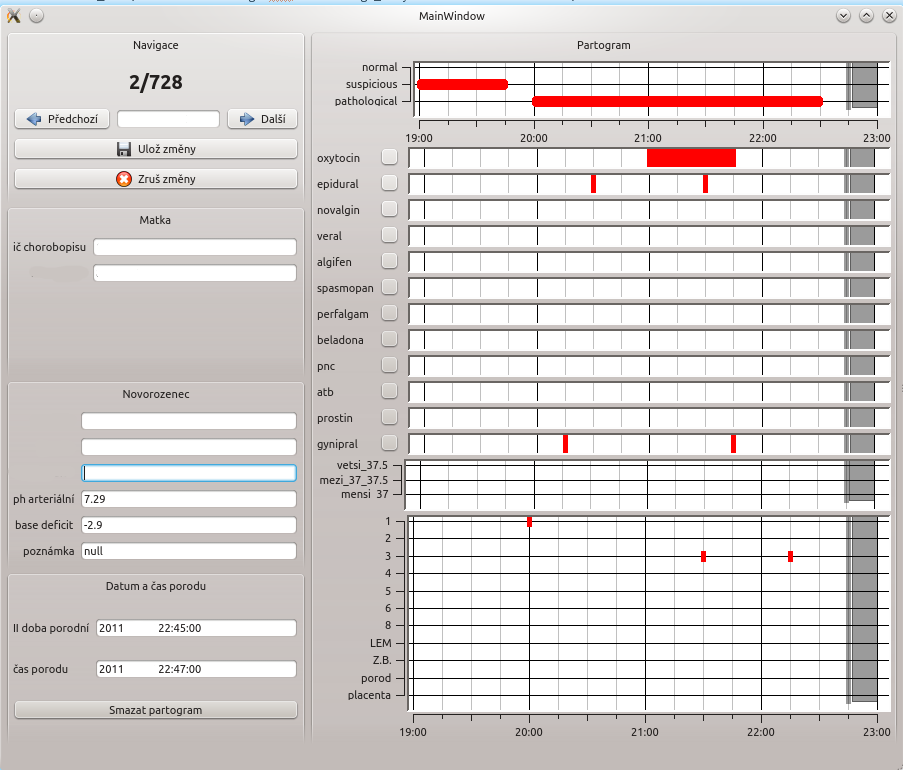 MainWindow
Navigace
2/728
Předchozí
Další
Ulož změny
Zruš změny
Matka
ič chorobopisu
Novorozenec
ph arteriální 7.29
base deficit -2.9
poznámka null
Datum a čas porodu
II doba porodní 2011 22:45:00
čas porodu 2011 22:47:00
Smazat partogram
Partogram
normal
suspicious
pathological
19:00 20:00 21:00 22:00 23:00
oxytocin
epidural
novalgin
veral
algifen
spasmopan
perfalgam
beladona
pnc
atb
prostin
gynipral
vetsi_37.5
mezi_37_37.5
mensi_37
1
2
3
4
5
6
8
LEM
Z.B.
porod
placenta
19:00 20:00 21:00 22:00 23:00